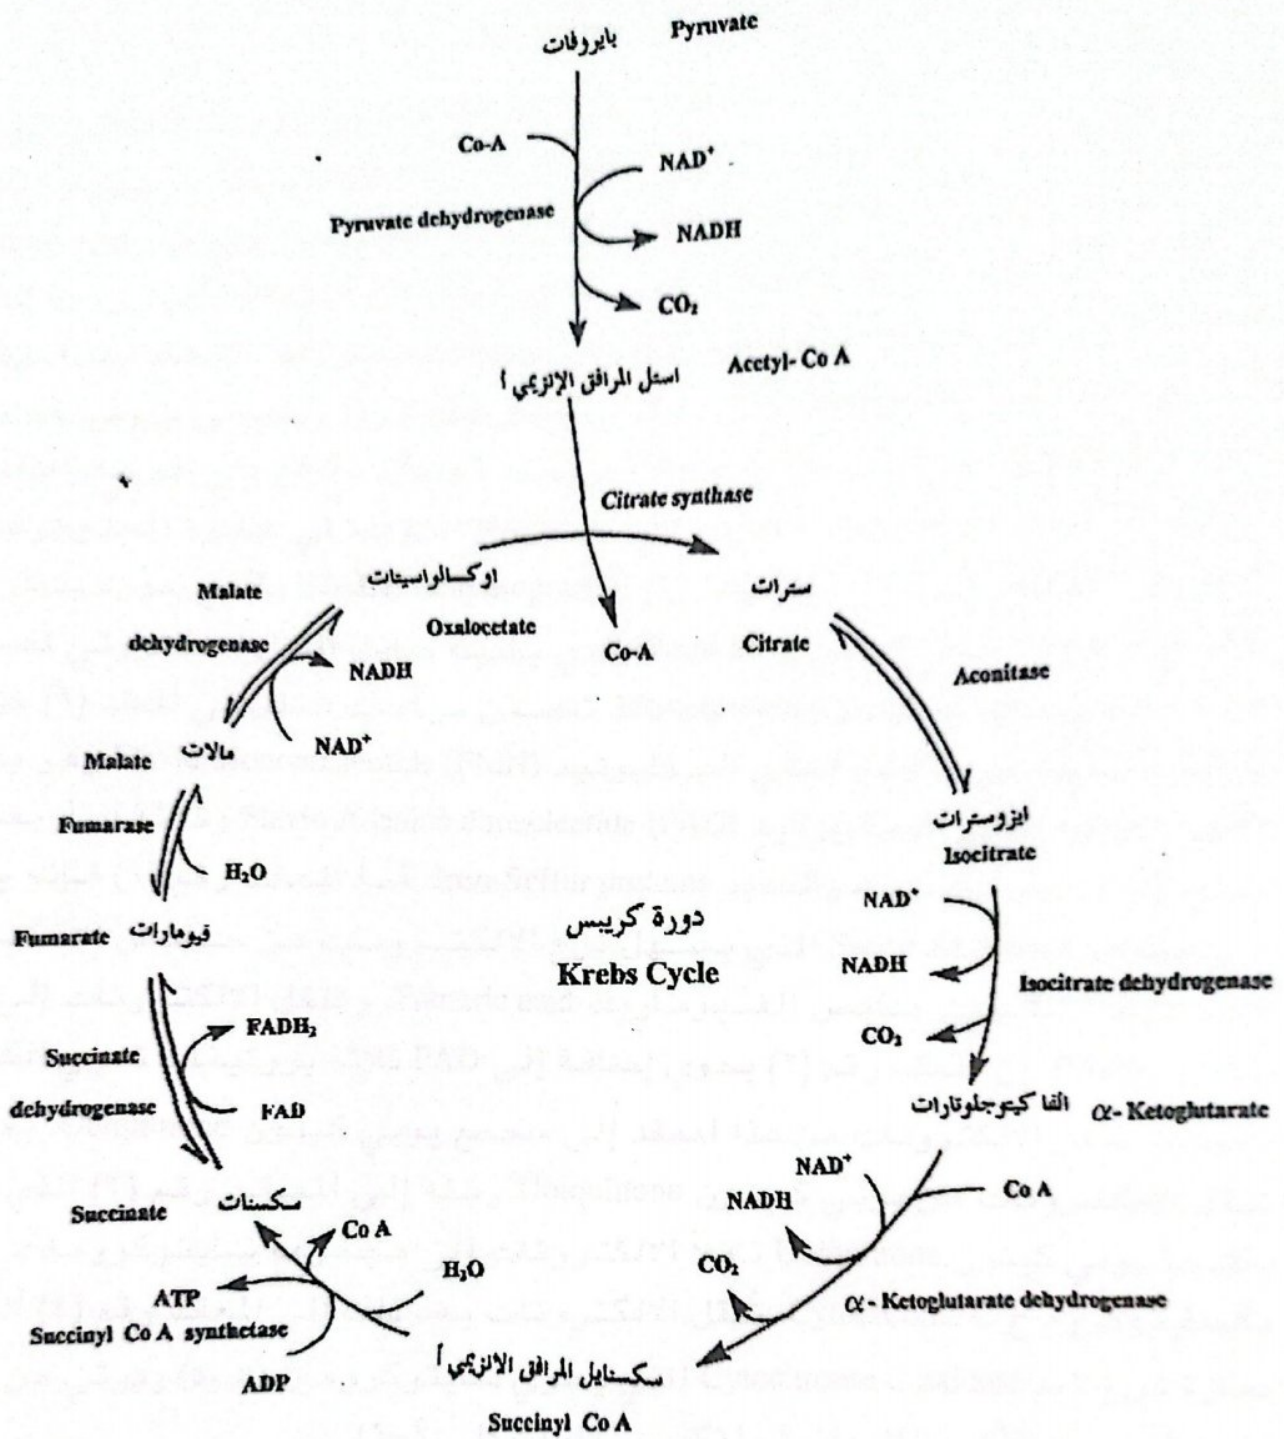 بايروفات Pyruvate
Co-A
NAD⁺
Pyruvate dehydrogenase
NADH
CO₂
استل المرافق الإنزيمي أ Acetyl-Co A
Citrate synthase
اوكسالواسيتات
Oxalocetate
Co-A
سترات
Citrate
Aconitase
ايزوسترات
Isocitrate
NAD⁺
NADH
Isocitrate dehydrogenase
CO₂
الفا كيتوجلوتارات α- Ketoglutarate
NAD⁺
Co A
NADH
CO₂
α- Ketoglutarate dehydrogenase
سكسنايل المرافق الانزيمي أ
Succinyl Co A
H₂O
Co A
ATP
Succinyl Co A synthetase
ADP
سكسنات
Succinate
Succinate
dehydrogenase
FADH₂
FAD
Fumarate فيومارات
Fumarase
H₂O
Malate مالات
Malate
dehydrogenase
NADH
NAD⁺
دورة كريبس
Krebs Cycle